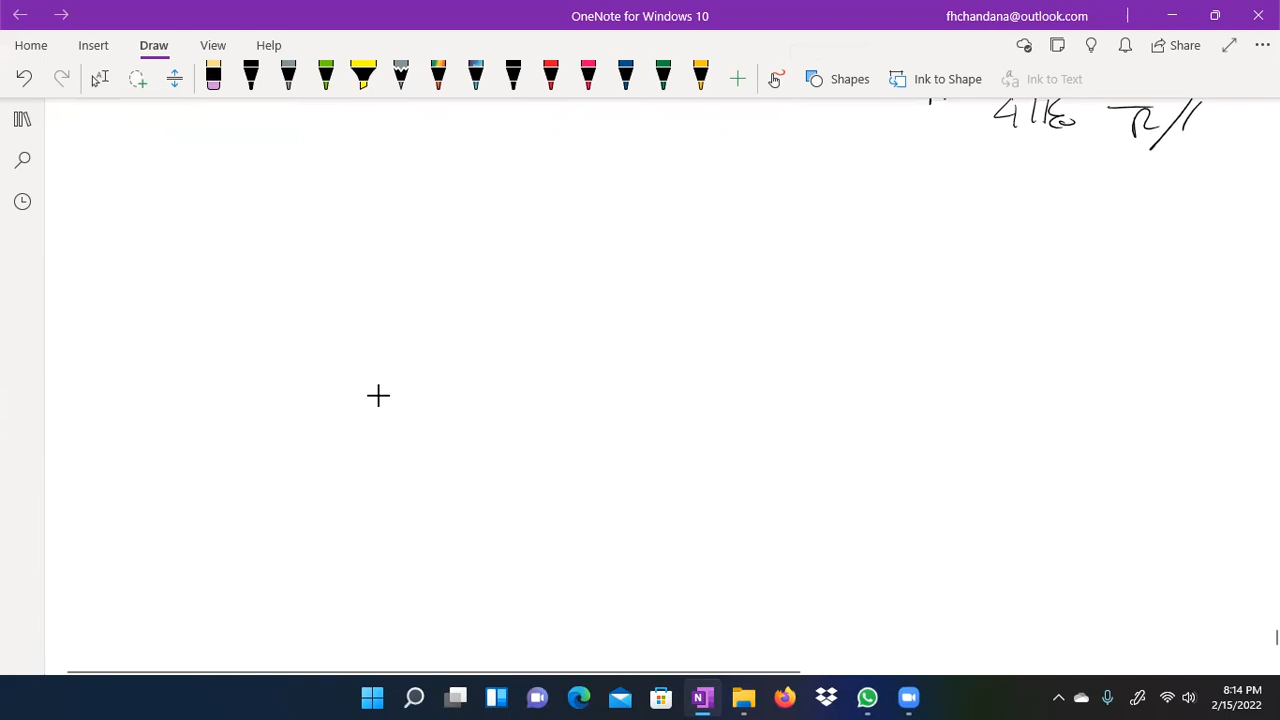 OneNote for Windows 10
fhchandana@outlook.com
Home Insert Draw View Help
Share
Shapes
Ink to Shape
Ink to Text
4πε₀
8:14 PM
2/15/2022